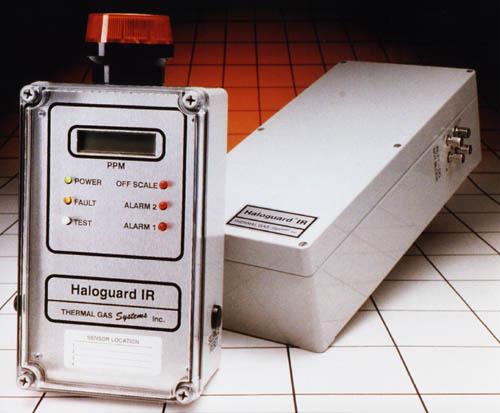 PPM
POWER OFF SCALE
FAULT ALARM 2
TEST ALARM 1
Haloguard IR
THERMAL GAS Systems Inc.
SENSOR LOCATION
Haloguard IR
THERMAL GAS Systems Inc.